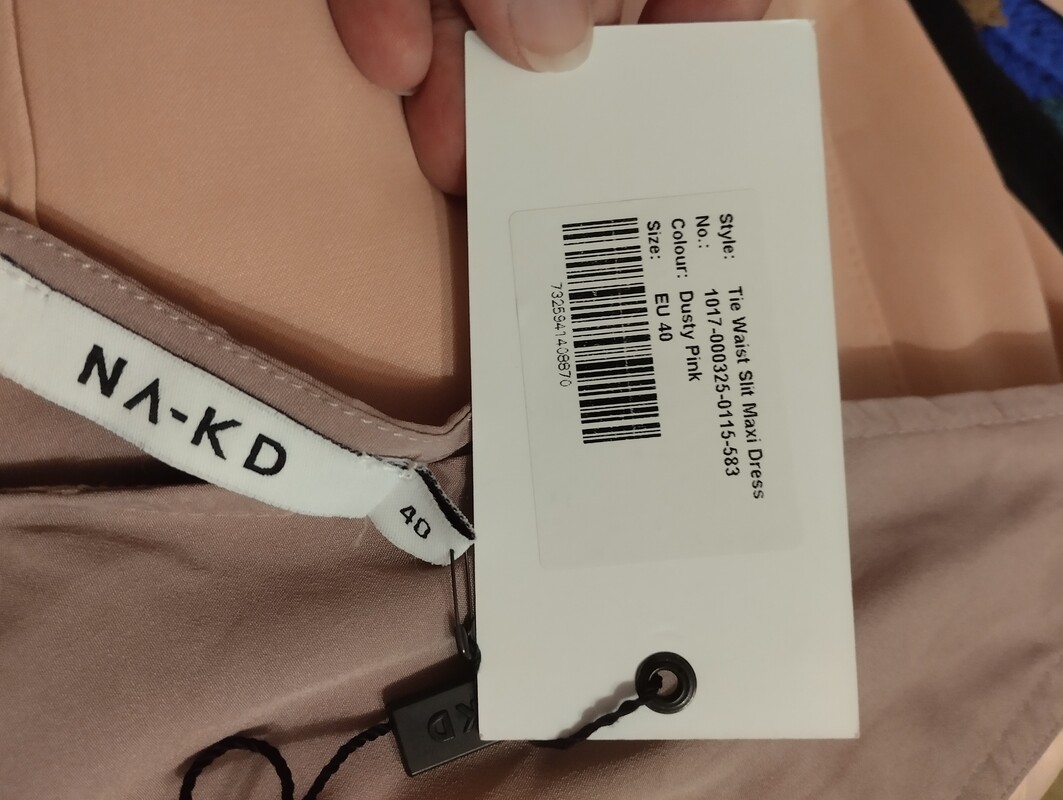 NA-KD
40
Style: Tie Waist Slit Maxi Dress
No.: 1017-000325-0115-583
Colour: Dusty Pink
Size: EU 40
7325941408870
KD